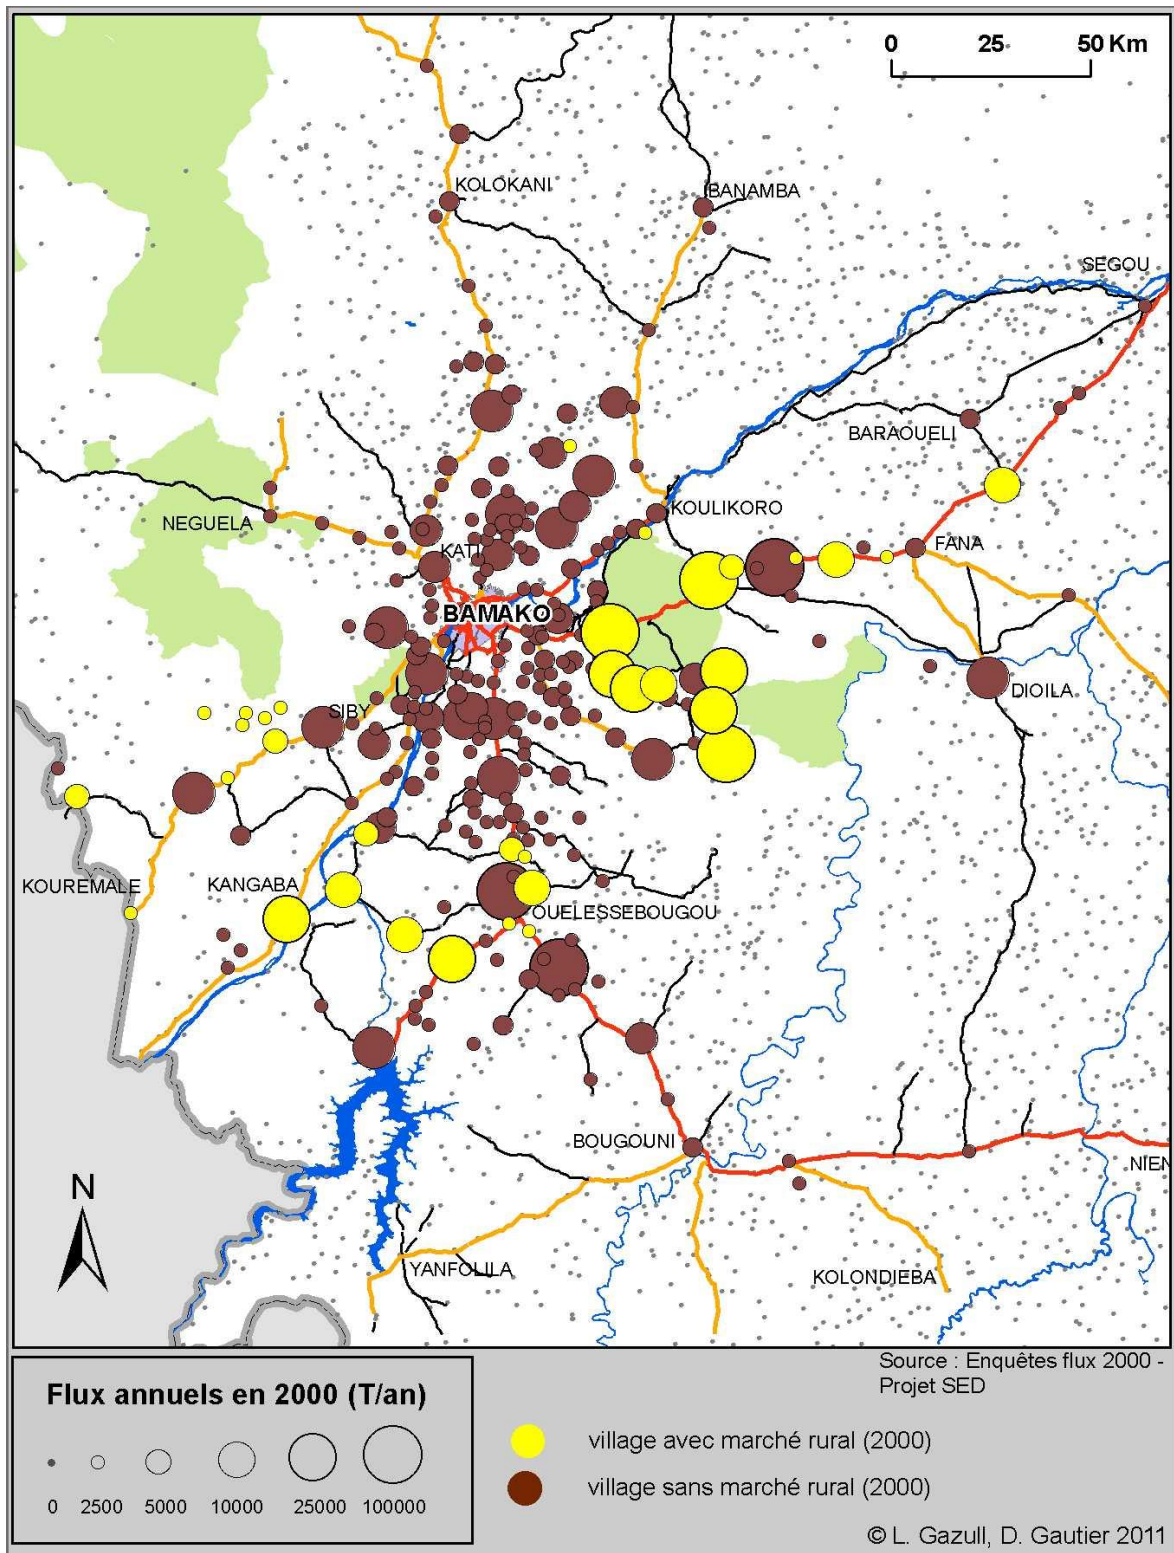 0 25 50 Km
KOLOKANI
BANAMBA
SEGOU
BARAOUELI
KOULIKORO
NEGUELA
FANA
KATI
BAMAKO
DIOILA
SIBY
KOUREMALE
KANGABA
OUELESSEBOUGOU
BOUGOUNI
NIEN
N
YANFOLILA
KOLONDIEBA
Source : Enquêtes flux 2000 -
Projet SED
Flux annuels en 2000 (T/an)
0 2500 5000 10000 25000 100000
village avec marché rural (2000)
village sans marché rural (2000)
© L. Gazull, D. Gautier 2011